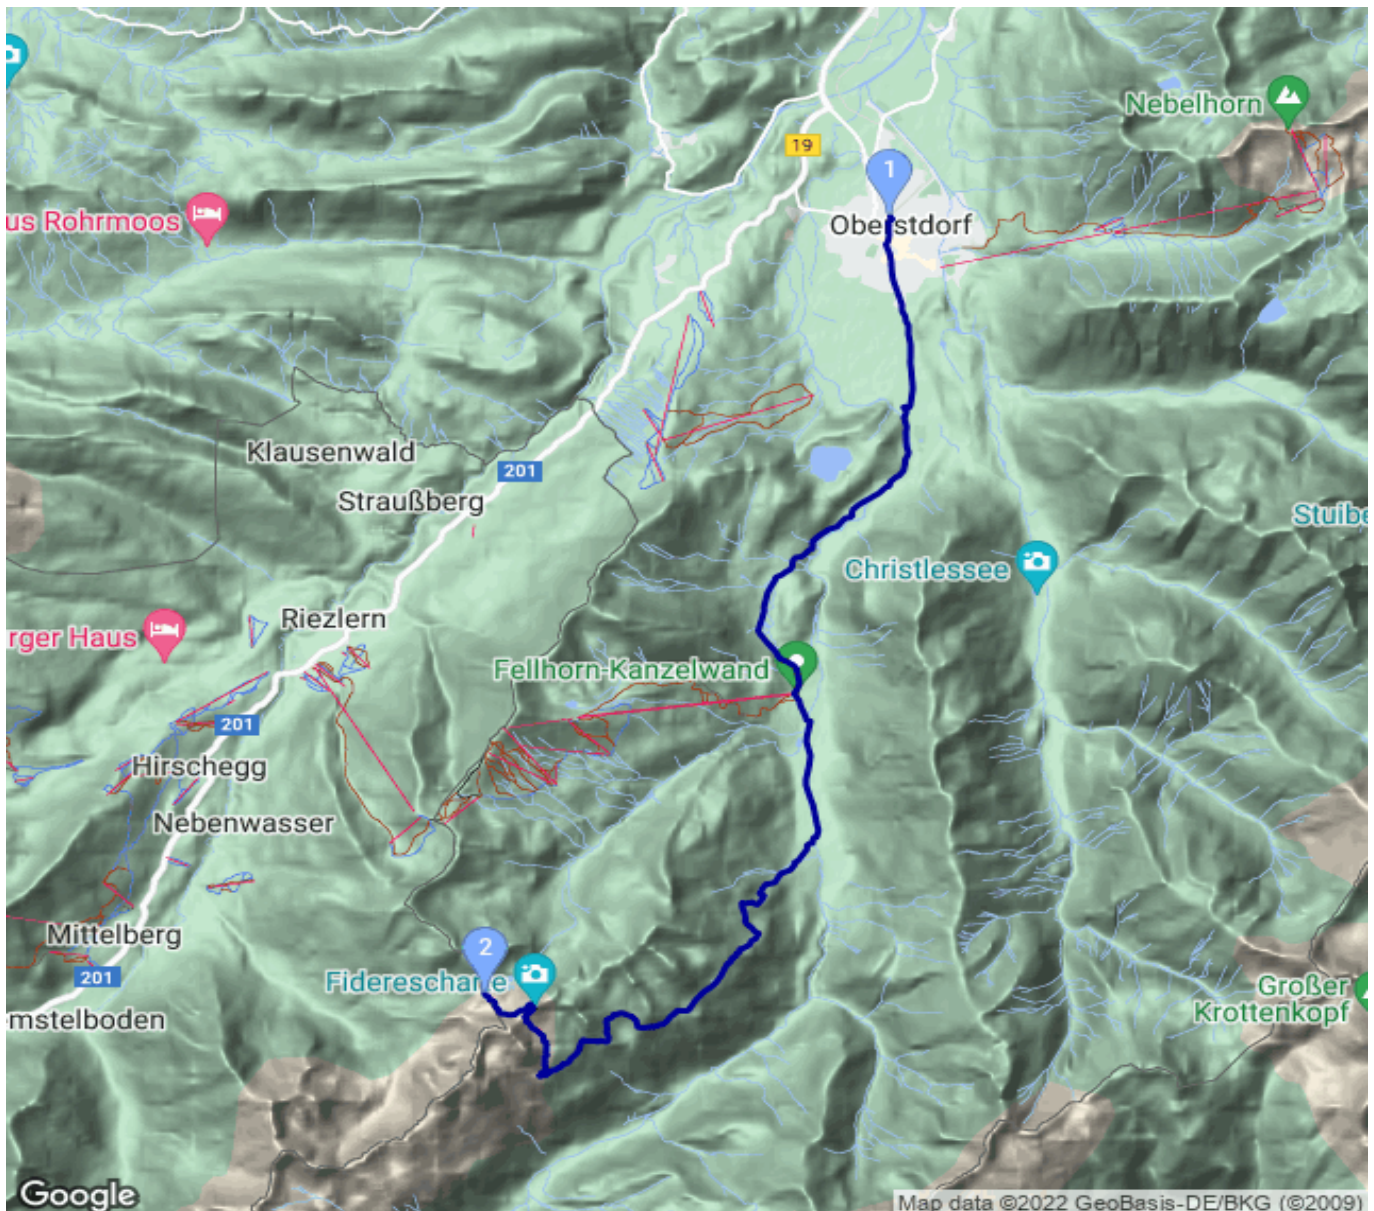 Nebelhorn
19
1
us Rohrmoos
Oberstdorf
Klausenwald
201
Straußberg
Stuibe
Christlessee
Riezlern
rger Haus
Fellhorn-Kanzelwand
201
Hirschegg
Nebenwasser
Mittelberg
2
201
Fidereschar e
Großer
Krottenkopf
mstelboden
Google
Map data ©2022 GeoBasis-DE/BKG (©2009)